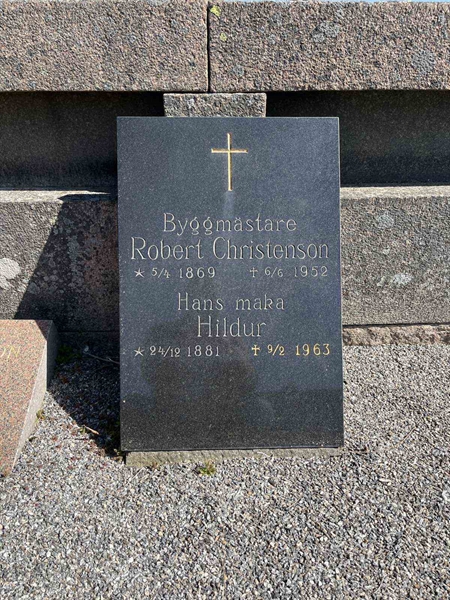 Byggmästare
Robert Christenson
* 5/4 1869 ✝ 6/6 1952
Hans maka
Hildur
* 24/12 1881 ✝ 9/2 1963